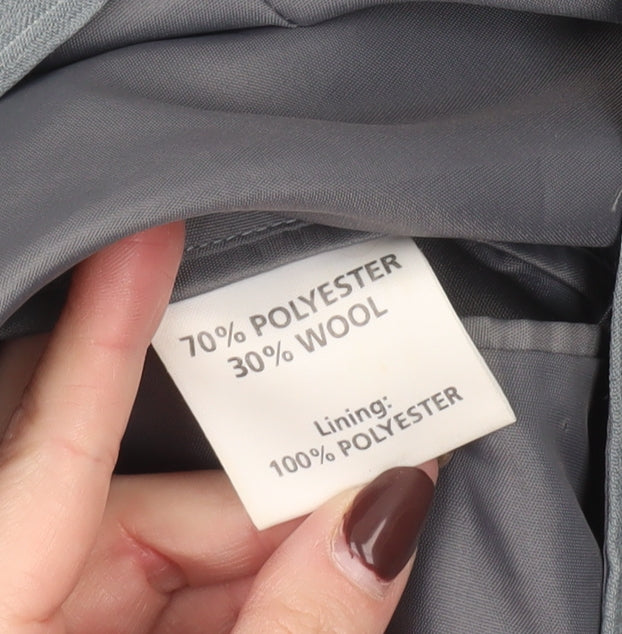 70% POLYESTER
30% WOOL
Lining:
100% POLYESTER